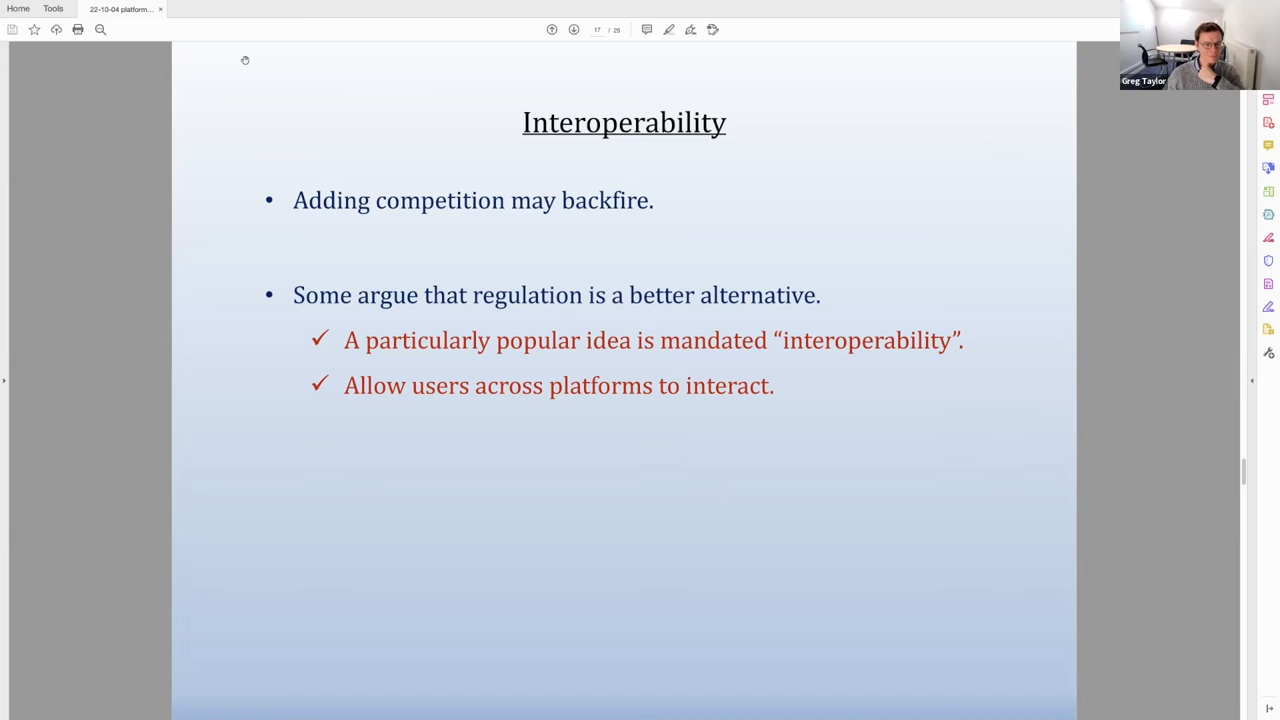 Home
Tools
22-10-04 platform...
17 / 25
Greg Taylor
Interoperability
• Adding competition may backfire.
• Some argue that regulation is a better alternative.
✓ A particularly popular idea is mandated “interoperability”.
✓ Allow users across platforms to interact.